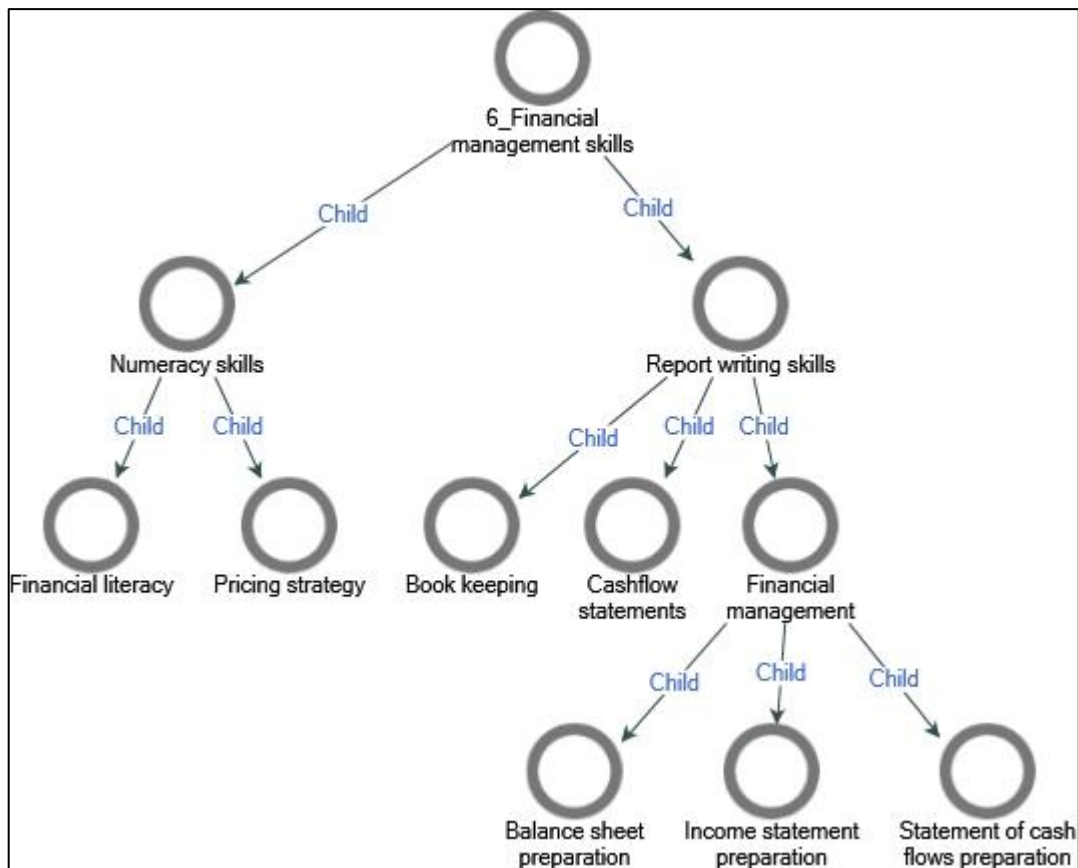 6_Financial
management skills
Child
Child
Numeracy skills
Report writing skills
Child
Child
Child
Child
Child
Financial literacy
Pricing strategy
Book keeping
Cashflow
statements
Financial
management
Child
Child
Child
Balance sheet
preparation
Income statement
preparation
Statement of cash
flows preparation